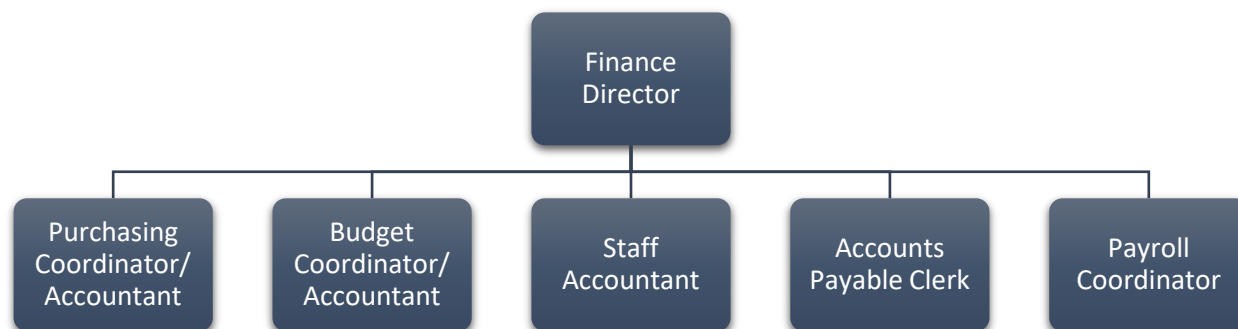 Finance
Director
Purchasing
Coordinator/
Accountant
Budget
Coordinator/
Accountant
Staff
Accountant
Accounts
Payable Clerk
Payroll
Coordinator